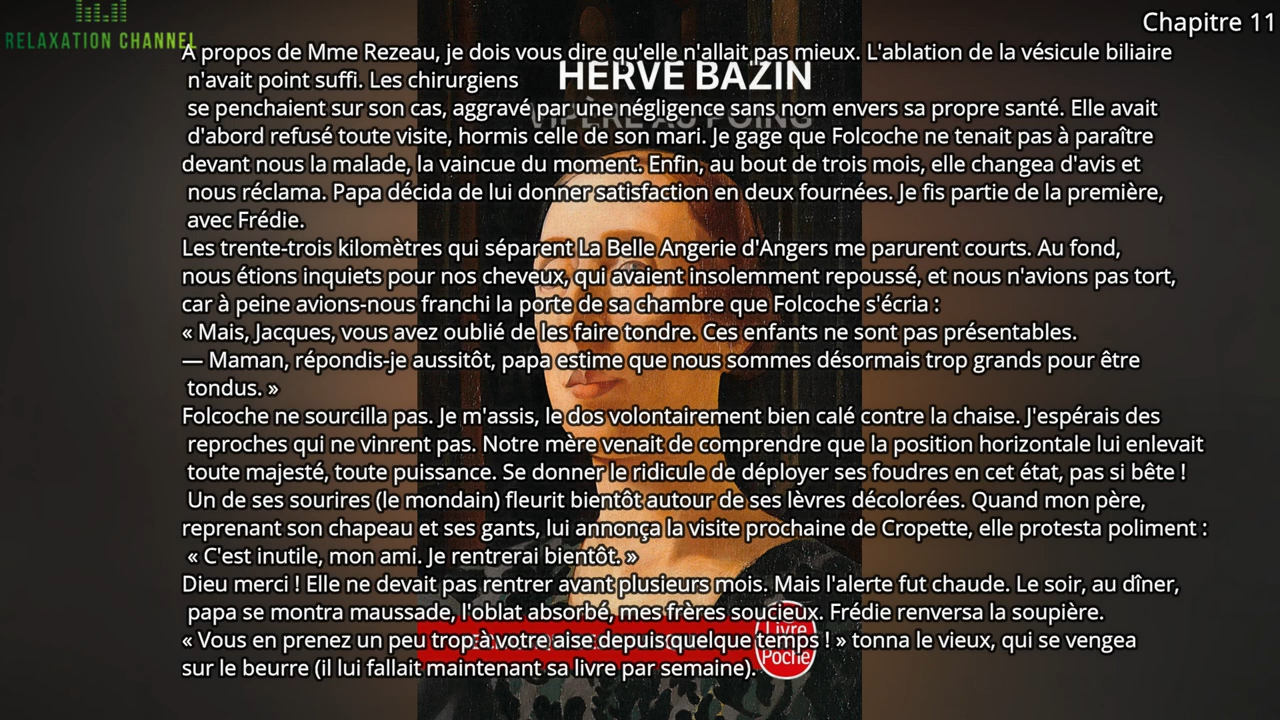 Chapitre 11
RELAXATION CHANNEL
A propos de Mme Rezeau, je dois vous dire qu'elle n'allait pas mieux. L'ablation de la vésicule biliaire
n'avait point suffi. Les chirurgiens
HERVÉ BAZIN
se penchaient sur son cas, aggravé par une négligence sans nom envers sa propre santé. Elle avait
VIPÈRE AU POING
d'abord refusé toute visite, hormis celle de son mari. Je gage que Folcoche ne tenait pas à paraître
devant nous la malade, la vaincue du moment. Enfin, au bout de trois mois, elle changea d'avis et
nous réclama. Papa décida de lui donner satisfaction en deux fournées. Je fis partie de la première,
avec Frédie.
Les trente-trois kilomètres qui séparent La Belle Angerie d'Angers me parurent courts. Au fond,
nous étions inquiets pour nos cheveux, qui avaient insolemment repoussé, et nous n'avions pas tort,
car à peine avions-nous franchi la porte de sa chambre que Folcoche s'écria :
« Mais, Jacques, vous avez oublié de les faire tondre. Ces enfants ne sont pas présentables.
— Maman, répondis-je aussitôt, papa estime que nous sommes désormais trop grands pour être
tondus. »
Folcoche ne sourcilla pas. Je m'assis, le dos volontairement bien calé contre la chaise. J'espérais des
reproches qui ne vinrent pas. Notre mère venait de comprendre que la position horizontale lui enlevait
toute majesté, toute puissance. Se donner le ridicule de déployer ses foudres en cet état, pas si bête !
Un de ses sourires (le mondain) fleurit bientôt autour de ses lèvres décolorées. Quand mon père,
reprenant son chapeau et ses gants, lui annonça la visite prochaine de Cropette, elle protesta poliment :
« C'est inutile, mon ami. Je rentrerai bientôt. »
Dieu merci ! Elle ne devait pas rentrer avant plusieurs mois. Mais l'alerte fut chaude. Le soir, au dîner,
papa se montra maussade, l'oblat absorbé, mes frères soucieux. Frédie renversa la soupière.
« Vous en prenez un peu trop à votre aise depuis quelque temps ! » tonna le vieux, qui se vengea
sur le beurre (il lui fallait maintenant sa livre par semaine).
Livre
Poche